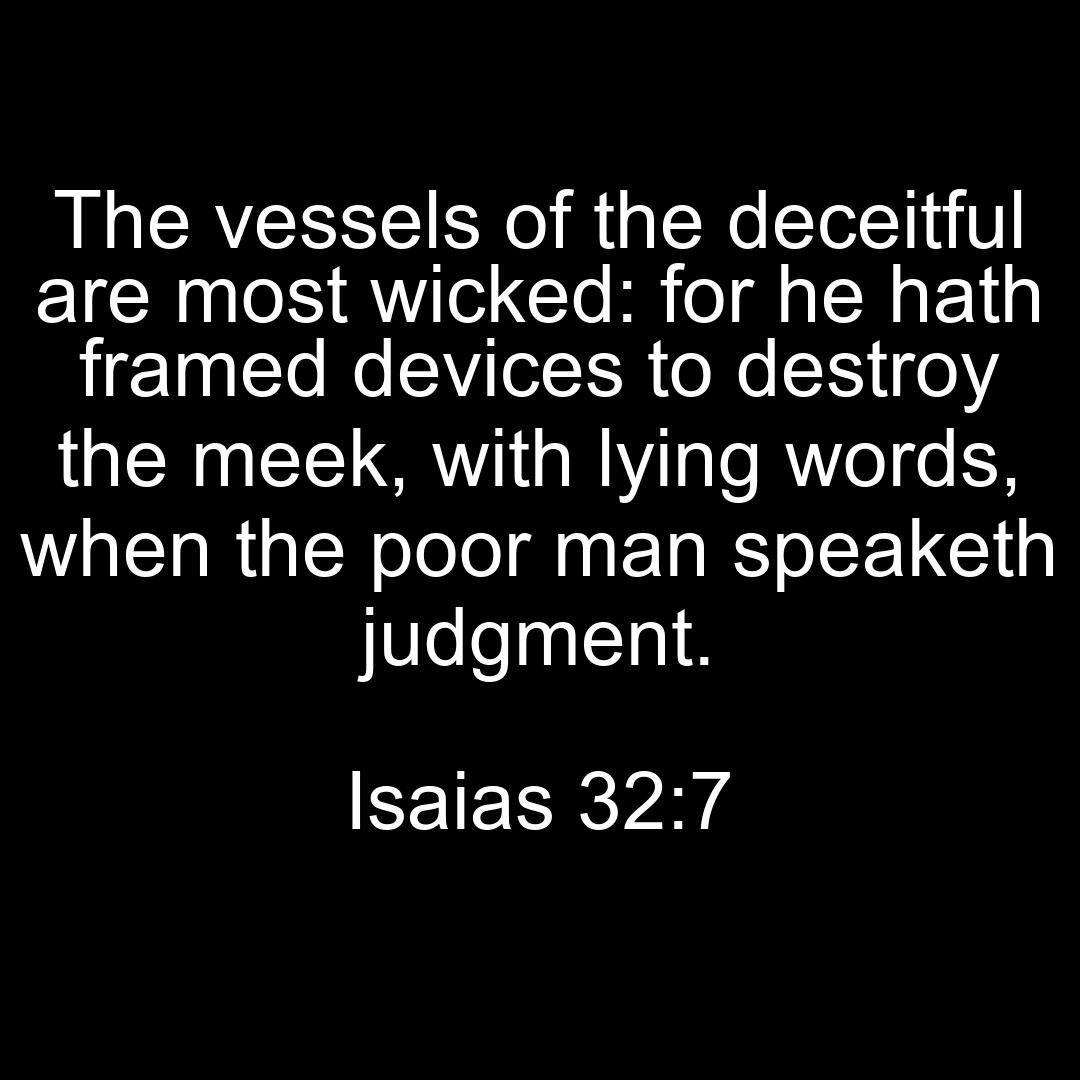 The vessels of the deceitful
are most wicked: for he hath
framed devices to destroy
the meek, with lying words,
when the poor man speaketh
judgment.
Isaias 32:7